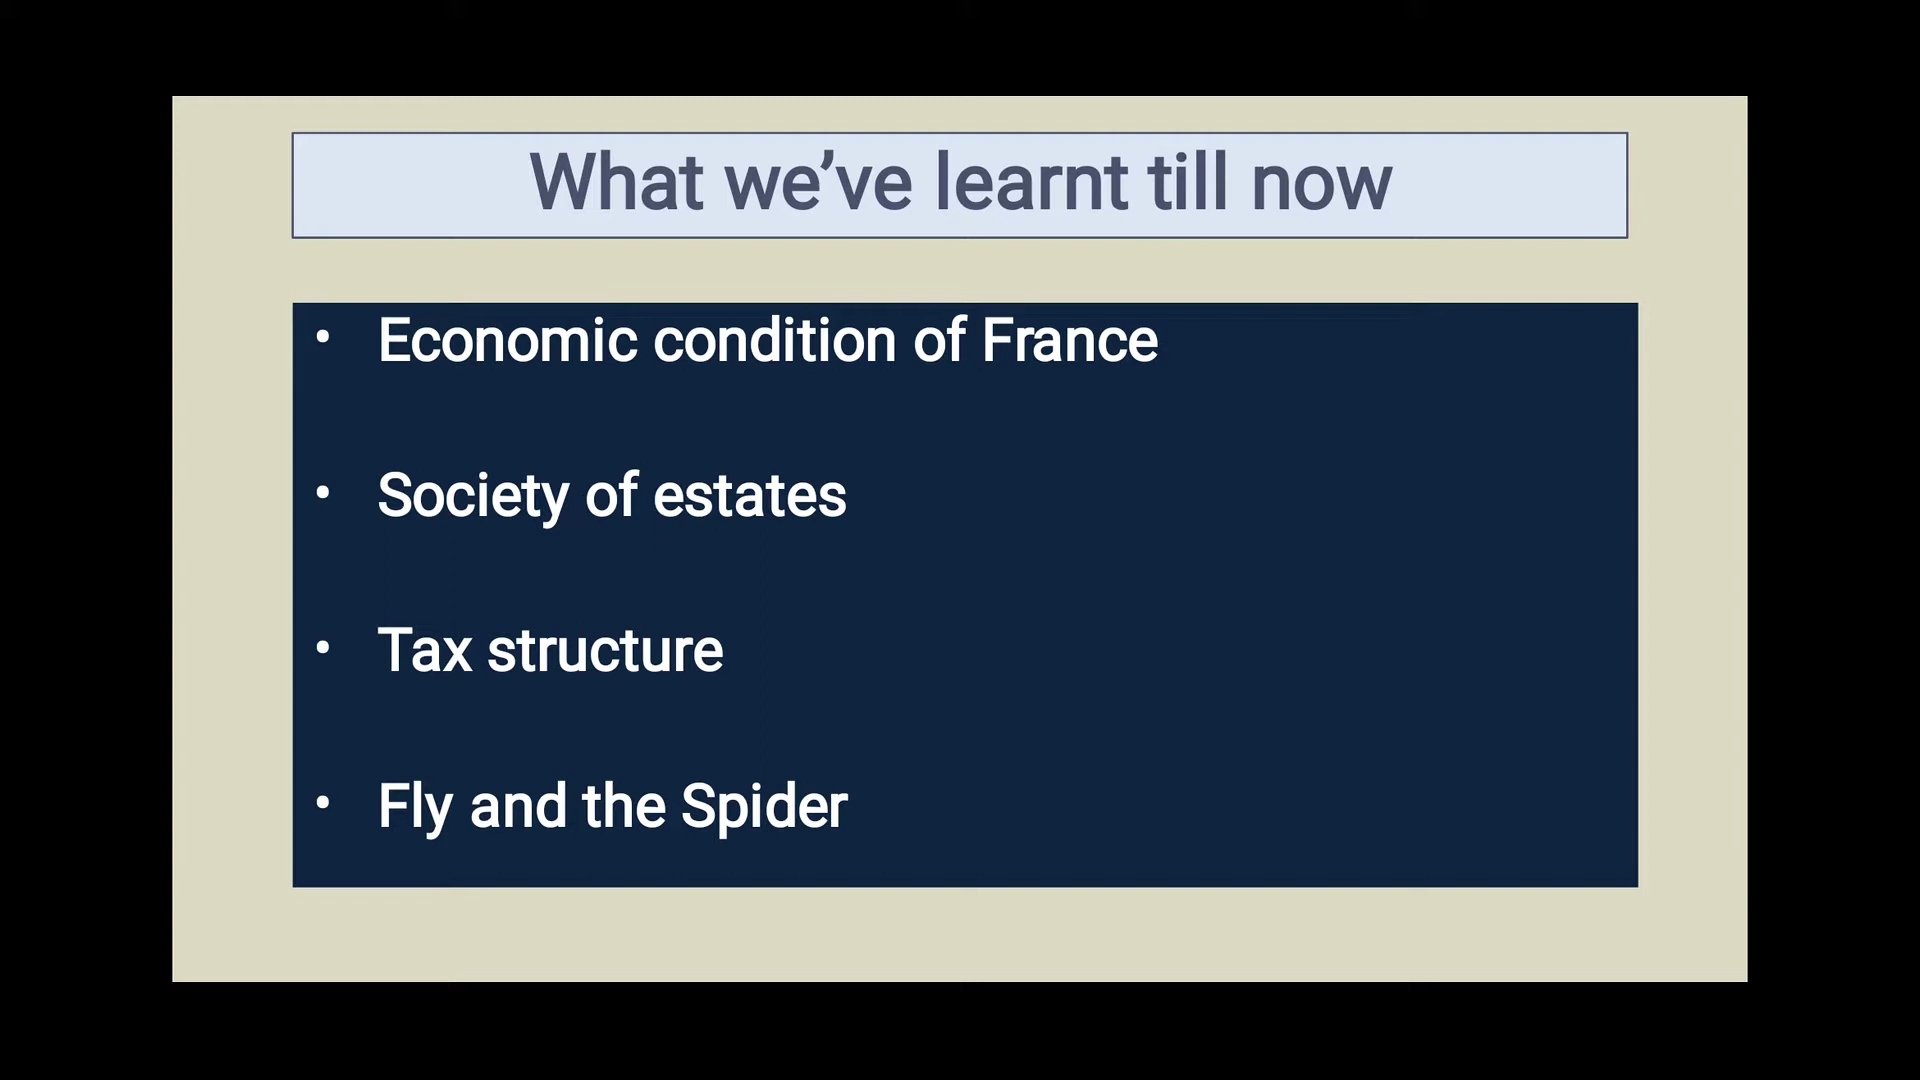 What we’ve learnt till now
• Economic condition of France
• Society of estates
• Tax structure
• Fly and the Spider